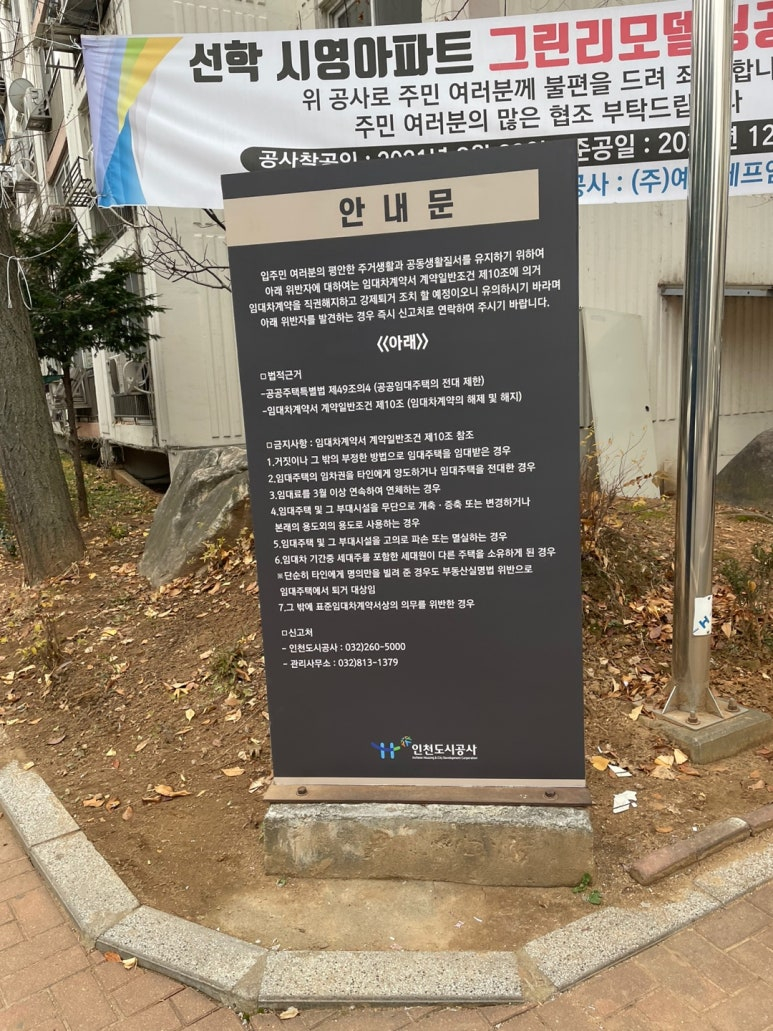 선학 시영아파트 그린리모델링공
위 공사로 주민 여러분께 불편을 드려 죄송합니
주민 여러분의 많은 협조 부탁드립니다
공사착공일 : 2021년 준공일 : 년 12
공사 : (주)예
안내문
입주민 여러분의 평안한 주거생활과 공동생활질서를 유지하기 위하여
아래 위반자에 대하여는 임대차계약서 계약일반조건 제10조에 의거
임대차계약을 직권해지하고 강제퇴거 조치 할 예정이오니 유의하시기 바라며
아래 위반자를 발견하는 경우 즉시 신고처로 연락하여 주시기 바랍니다.
《아래》
□법적근거
-공공주택특별법 제49조의4 (공공임대주택의 전대 제한)
-임대차계약서 계약일반조건 제10조 (임대차계약의 해제 및 해지)
□금지사항 : 임대차계약서 계약일반조건 제10조 참조
1.거짓이나 그 밖의 부정한 방법으로 임대주택을 임대받은 경우
2.임대주택의 임차권을 타인에게 양도하거나 임대주택을 전대한 경우
3.임대료를 3월 이상 연속하여 연체하는 경우
4.임대주택 및 그 부대시설을 무단으로 개축·증축 또는 변경하거나
본래의 용도외의 용도로 사용하는 경우
5.임대주택 및 그 부대시설을 고의로 파손 또는 멸실하는 경우
6.임대차 기간중 세대주를 포함한 세대원이 다른 주택을 소유하게 된 경우
※단순히 타인에게 명의만을 빌려 준 경우도 부동산실명법 위반으로
임대주택에서 퇴거 대상임
7.그 밖에 표준임대차계약서상의 의무를 위반한 경우
□신고처
- 인천도시공사 : 032)260-5000
- 관리사무소 : 032)813-1379
인천도시공사
Incheon Housing & City Development Corporation